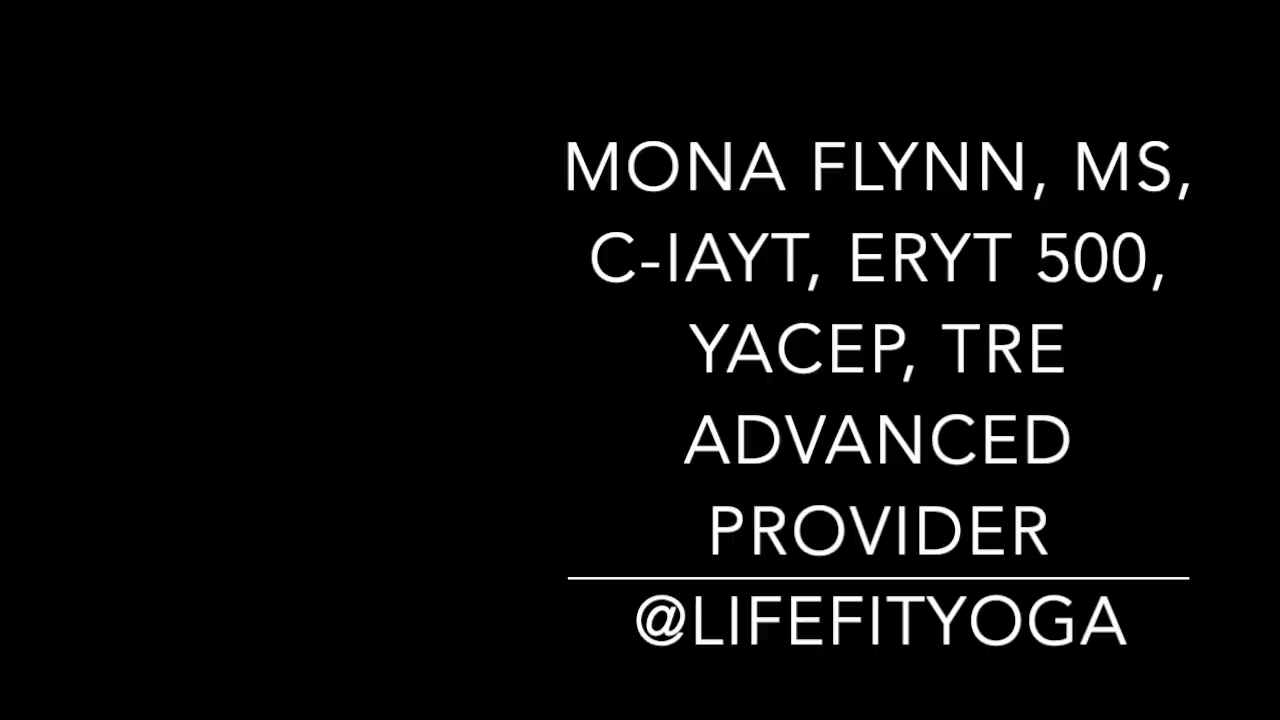 MONA FLYNN, MS,
C-IAYT, ERYT 500,
YACEP, TRE
ADVANCED
PROVIDER
@LIFEFITYOGA